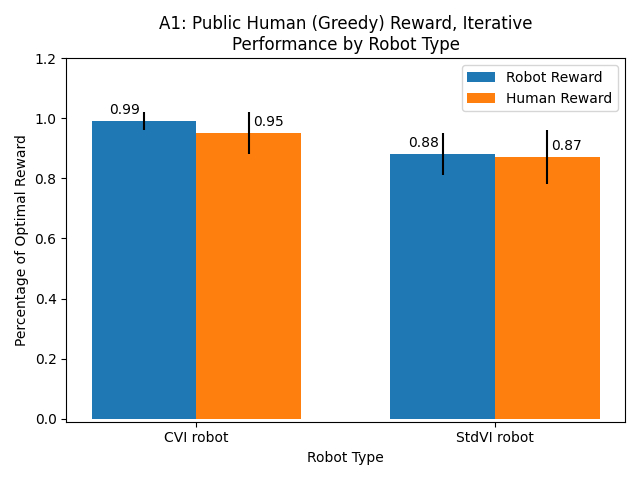 A1: Public Human (Greedy) Reward, Iterative
Performance by Robot Type
Percentage of Optimal Reward
1.2
1.0
0.8
0.6
0.4
0.2
0.0
Robot Reward
Human Reward
0.99
0.95
0.88
0.87
CVI robot
StdVI robot
Robot Type